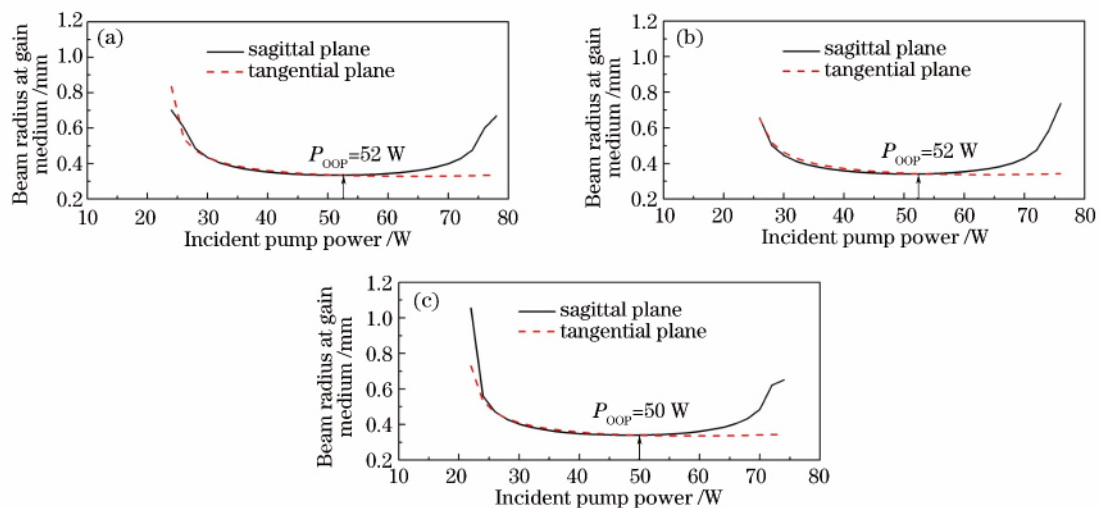 (a)
sagittal plane
tangential plane
P_OOP=52 W
Beam radius at gain
medium /mm
1.2
1.0
0.8
0.6
0.4
0.2
10 20 30 40 50 60 70 80
Incident pump power /W
(b)
sagittal plane
tangential plane
P_OOP=52 W
Beam radius at gain
medium /mm
1.2
1.0
0.8
0.6
0.4
0.2
10 20 30 40 50 60 70 80
Incident pump power /W
(c)
sagittal plane
tangential plane
P_OOP=50 W
Beam radius at gain
medium /mm
1.2
1.0
0.8
0.6
0.4
0.2
10 20 30 40 50 60 70 80
Incident pump power /W